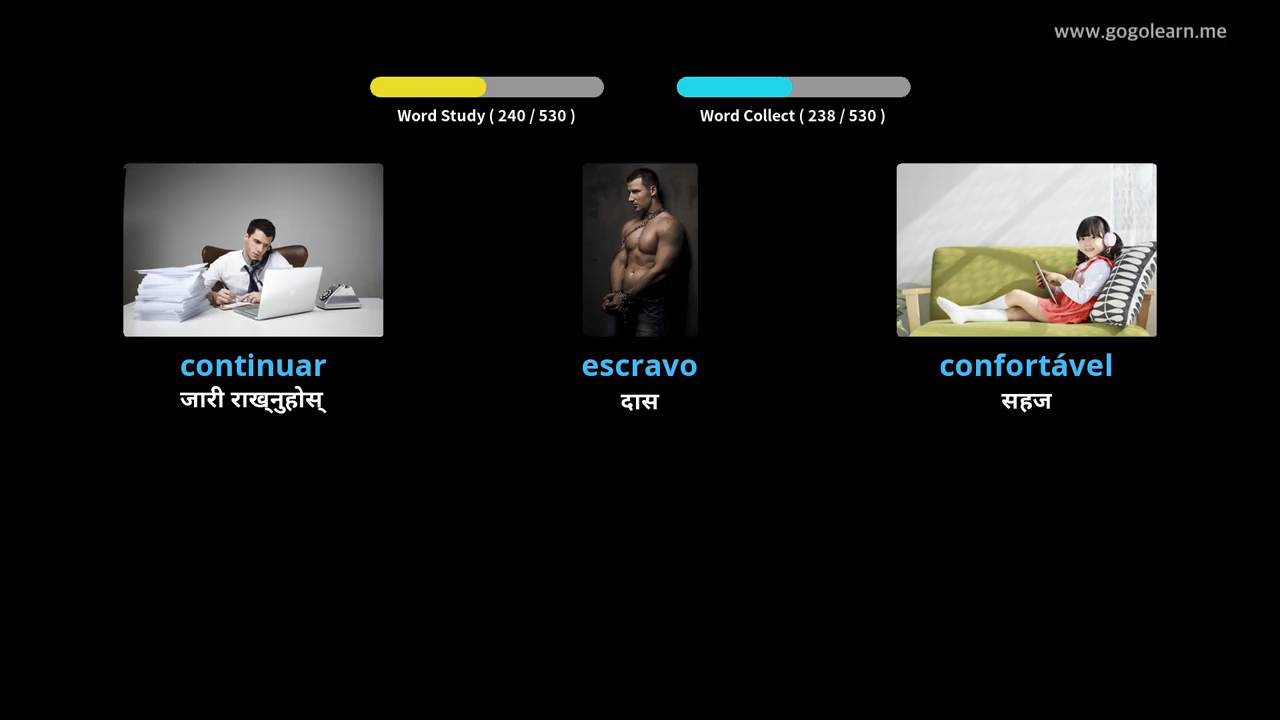 www.gogolearn.me
Word Study ( 240 / 530 )
Word Collect ( 238 / 530 )
continuar
जारी राख्‌नुहोस्
escravo
दास
confortável
सहज